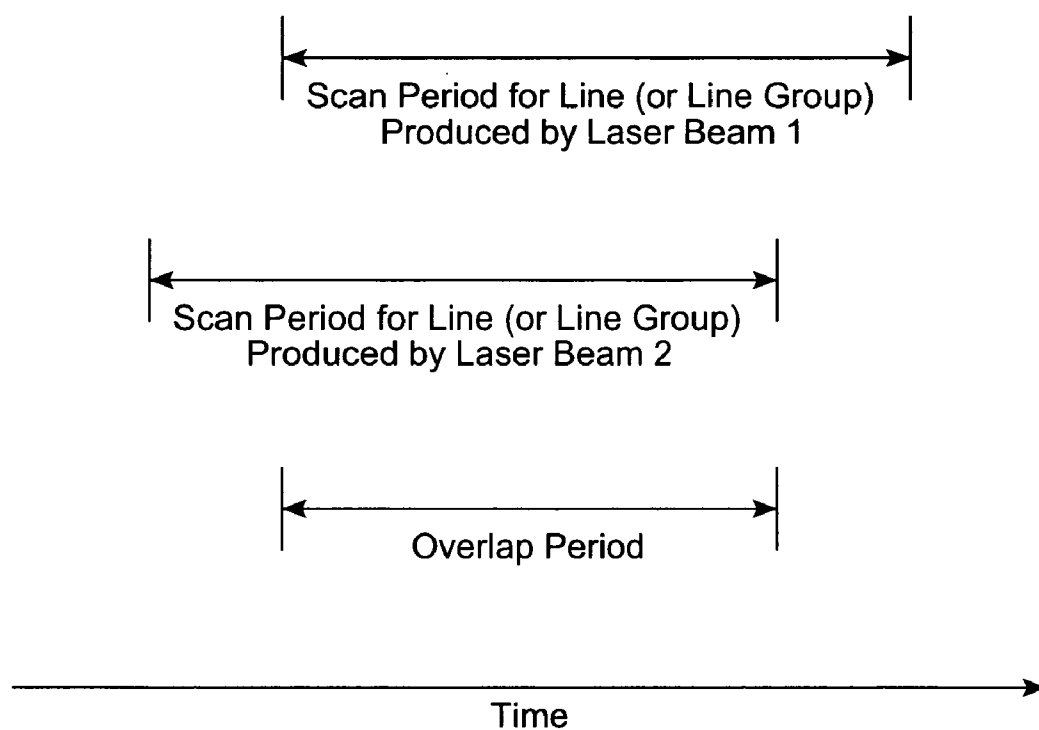 Scan Period for Line (or Line Group)
Produced by Laser Beam 1
Scan Period for Line (or Line Group)
Produced by Laser Beam 2
Overlap Period
Time